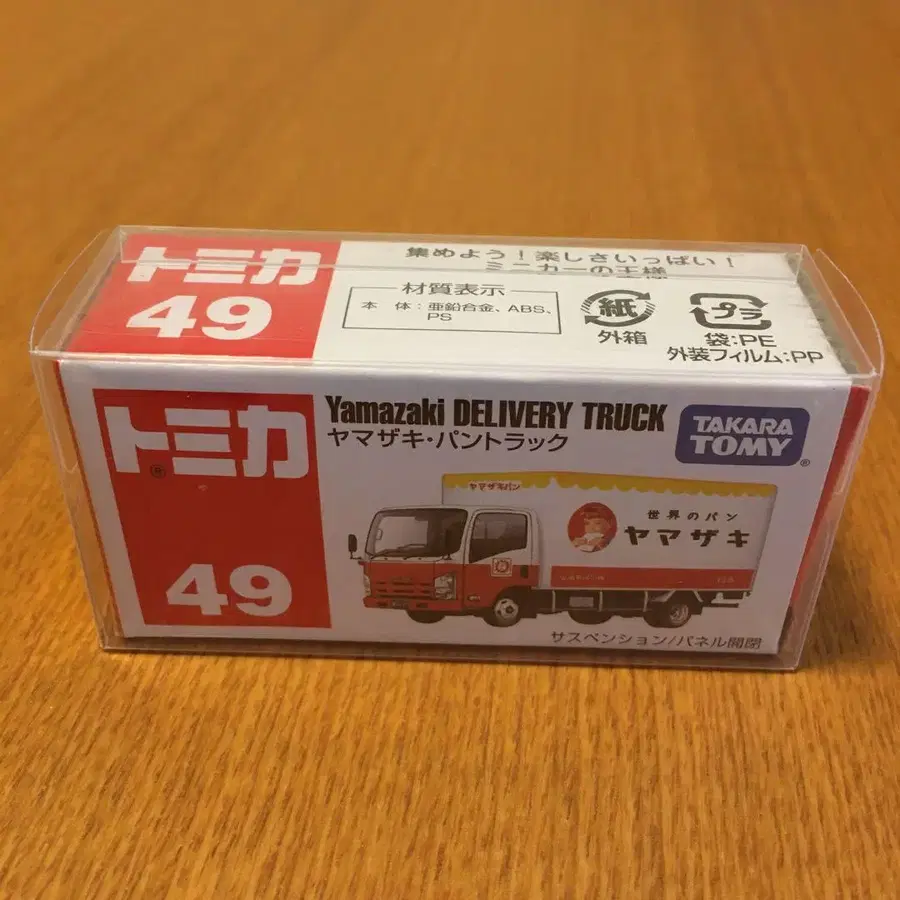 トミカ
49
集めよう！楽しさいっぱい！
ミニカーの王様
材質表示
本 体：亜鉛合金、ABS、
PS
紙
外箱
プラ
袋:PE
外装フィルム:PP
トミカ®
49
Yamazaki DELIVERY TRUCK
ヤマザキ・パントラック
TAKARA
TOMY®
ヤマザキパン
世界のパン
ヤマザキ
サスペンション/パネル開閉